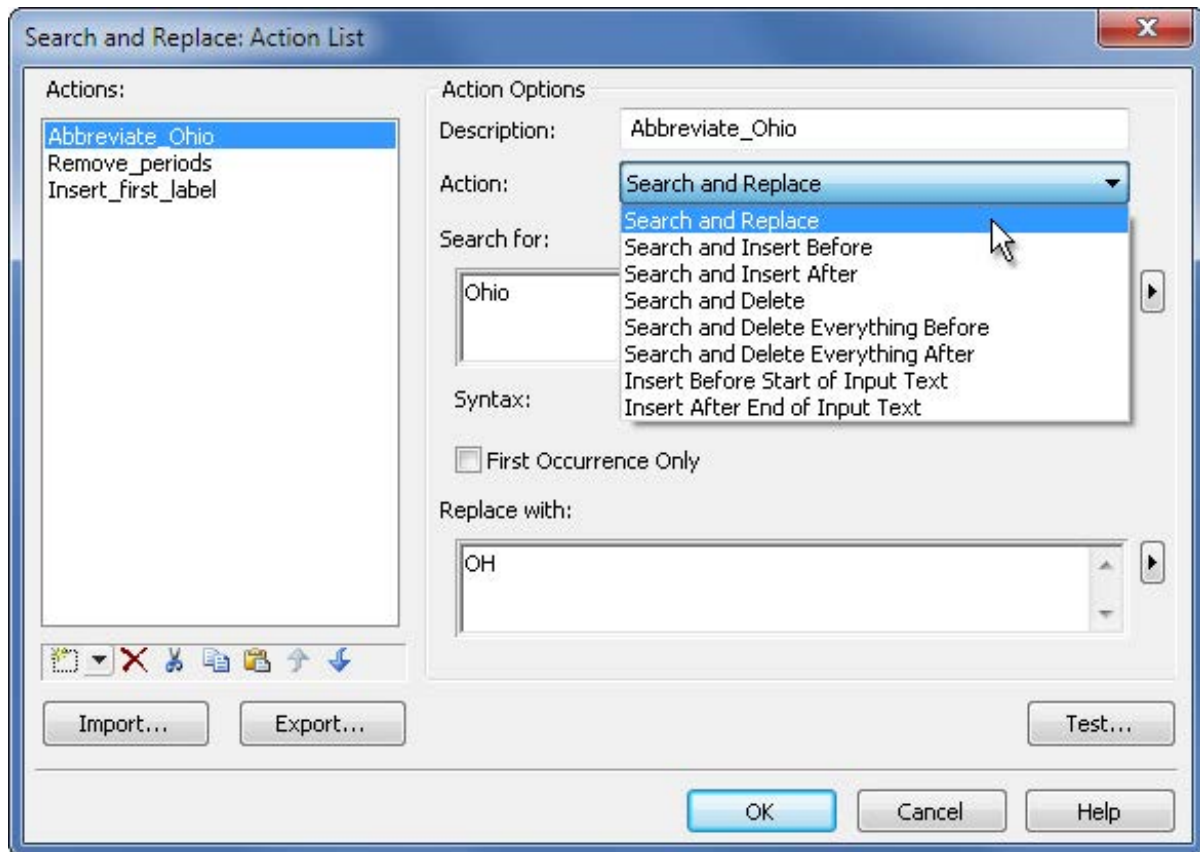 Search and Replace: Action List
Actions:
Abbreviate_Ohio
Remove_periods
Insert_first_label
Import...
Export...
Action Options
Description:
Abbreviate_Ohio
Action:
Search and Replace
Search and Replace
Search and Insert Before
Search and Insert After
Search and Delete
Search and Delete Everything Before
Search and Delete Everything After
Insert Before Start of Input Text
Insert After End of Input Text
Search for:
Ohio
Syntax:
First Occurrence Only
Replace with:
OH
Test...
OK
Cancel
Help